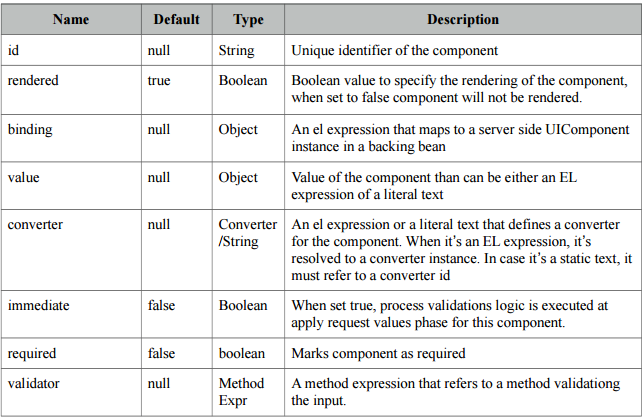 Name Default Type Description
id null String Unique identifier of the component
rendered true Boolean Boolean value to specify the rendering of the component,
when set to false component will not be rendered.
binding null Object An el expression that maps to a server side UIComponent
instance in a backing bean
value null Object Value of the component than can be either an EL
expression of a literal text
converter null Converter An el expression or a literal text that defines a converter
/String for the component. When it's an EL expression, it's
resolved to a converter instance. In case it's a static text, it
must refer to a converter id
immediate false Boolean When set true, process validations logic is executed at
apply request values phase for this component.
required false boolean Marks component as required
validator null Method A method expression that refers to a method validationg
Expr the input.